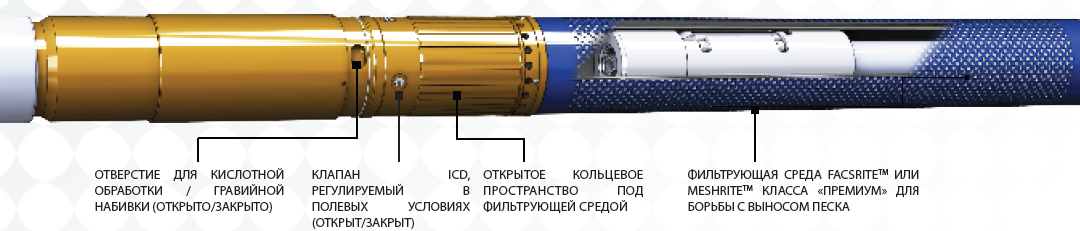 ОТВЕРСТИЕ ДЛЯ КИСЛОТНОЙ
ОБРАБОТКИ / ГРАВИЙНОЙ
НАБИВКИ (ОТКРЫТО/ЗАКРЫТО)
КЛАПАН ICD,
РЕГУЛИРУЕМЫЙ В
ПОЛЕВЫХ УСЛОВИЯХ
(ОТКРЫТ/ЗАКРЫТ)
ОТКРЫТОЕ КОЛЬЦЕВОЕ
ПРОСТРАНСТВО ПОД
ФИЛЬТРУЮЩЕЙ СРЕДОЙ
ФИЛЬТРУЮЩАЯ СРЕДА FACSRITE™ ИЛИ
MESHRITE™ КЛАССА «ПРЕМИУМ» ДЛЯ
БОРЬБЫ С ВЫНОСОМ ПЕСКА